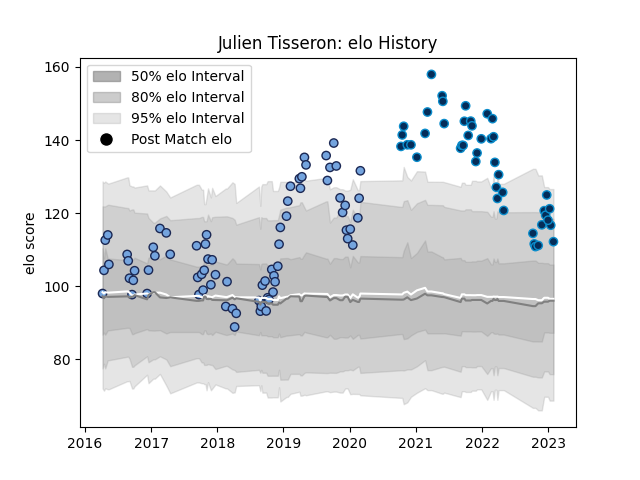 Julien Tisseron: elo History
50% elo Interval
80% elo Interval
95% elo Interval
Post Match elo
elo score
160
140
120
100
80
2016 2017 2018 2019 2020 2021 2022 2023